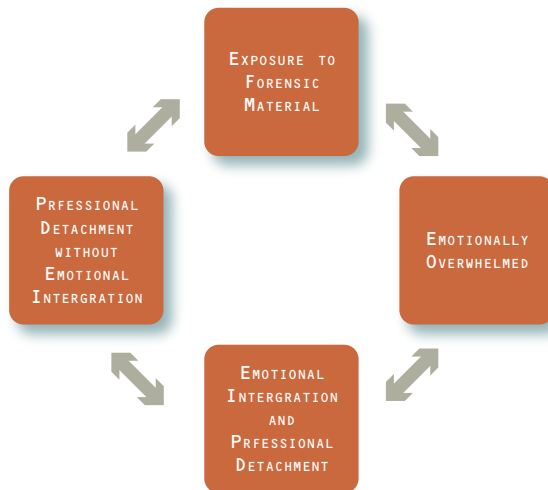 Exposure to
Forensic
Material
Prfessional
Detachment
without
Emotional
Intergration
Emotionally
Overwhelmed
Emotional
Intergration
and
Prfessional
Detachment